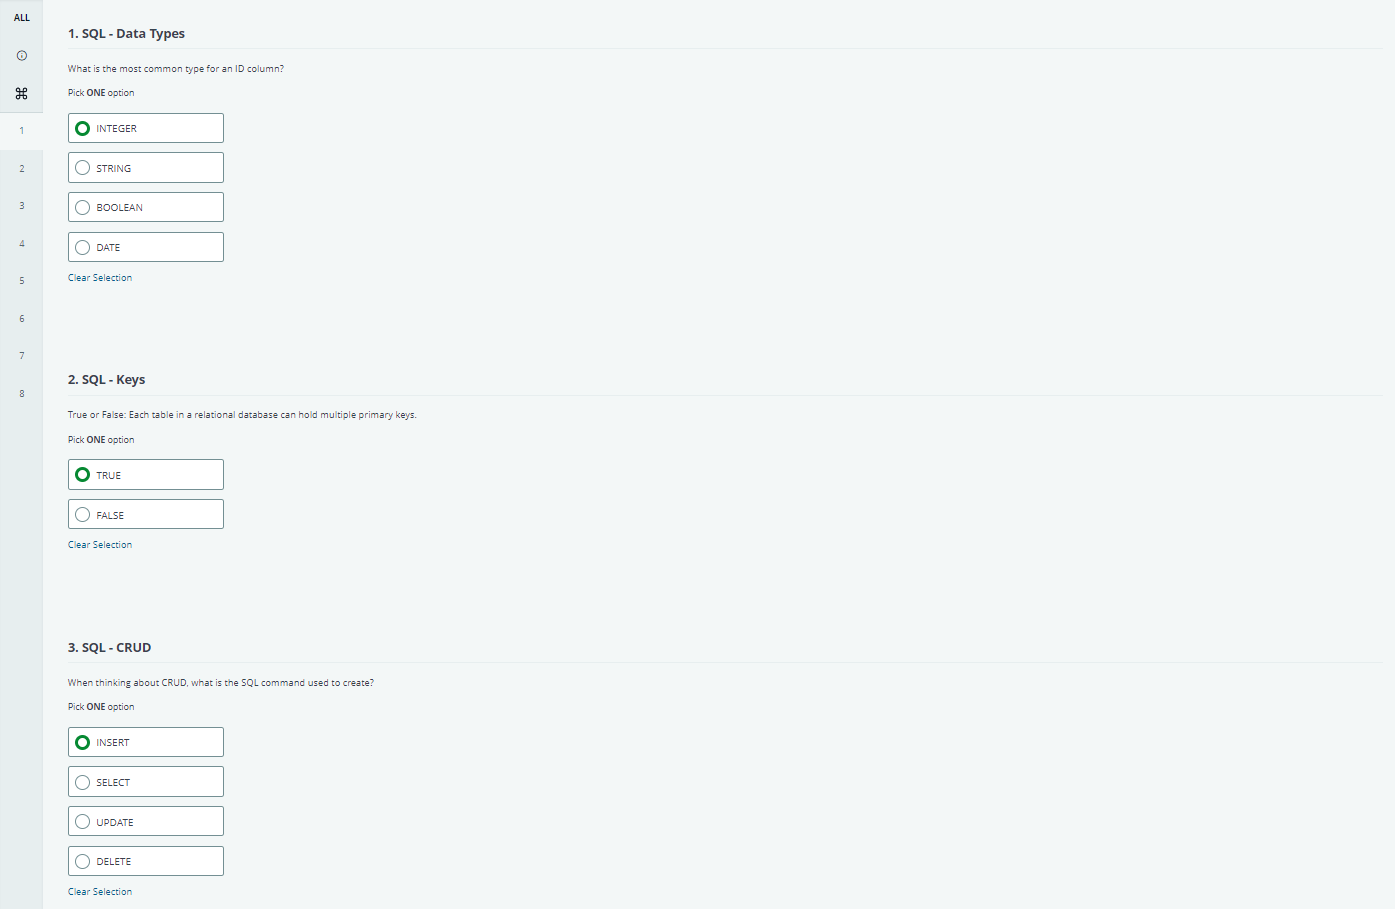 ALL
1
2
3
4
5
6
7
8
1. SQL - Data Types
What is the most common type for an ID column?
Pick ONE option
INTEGER
STRING
BOOLEAN
DATE
Clear Selection
2. SQL - Keys
True or False: Each table in a relational database can hold multiple primary keys.
Pick ONE option
TRUE
FALSE
Clear Selection
3. SQL - CRUD
When thinking about CRUD, what is the SQL command used to create?
Pick ONE option
INSERT
SELECT
UPDATE
DELETE
Clear Selection